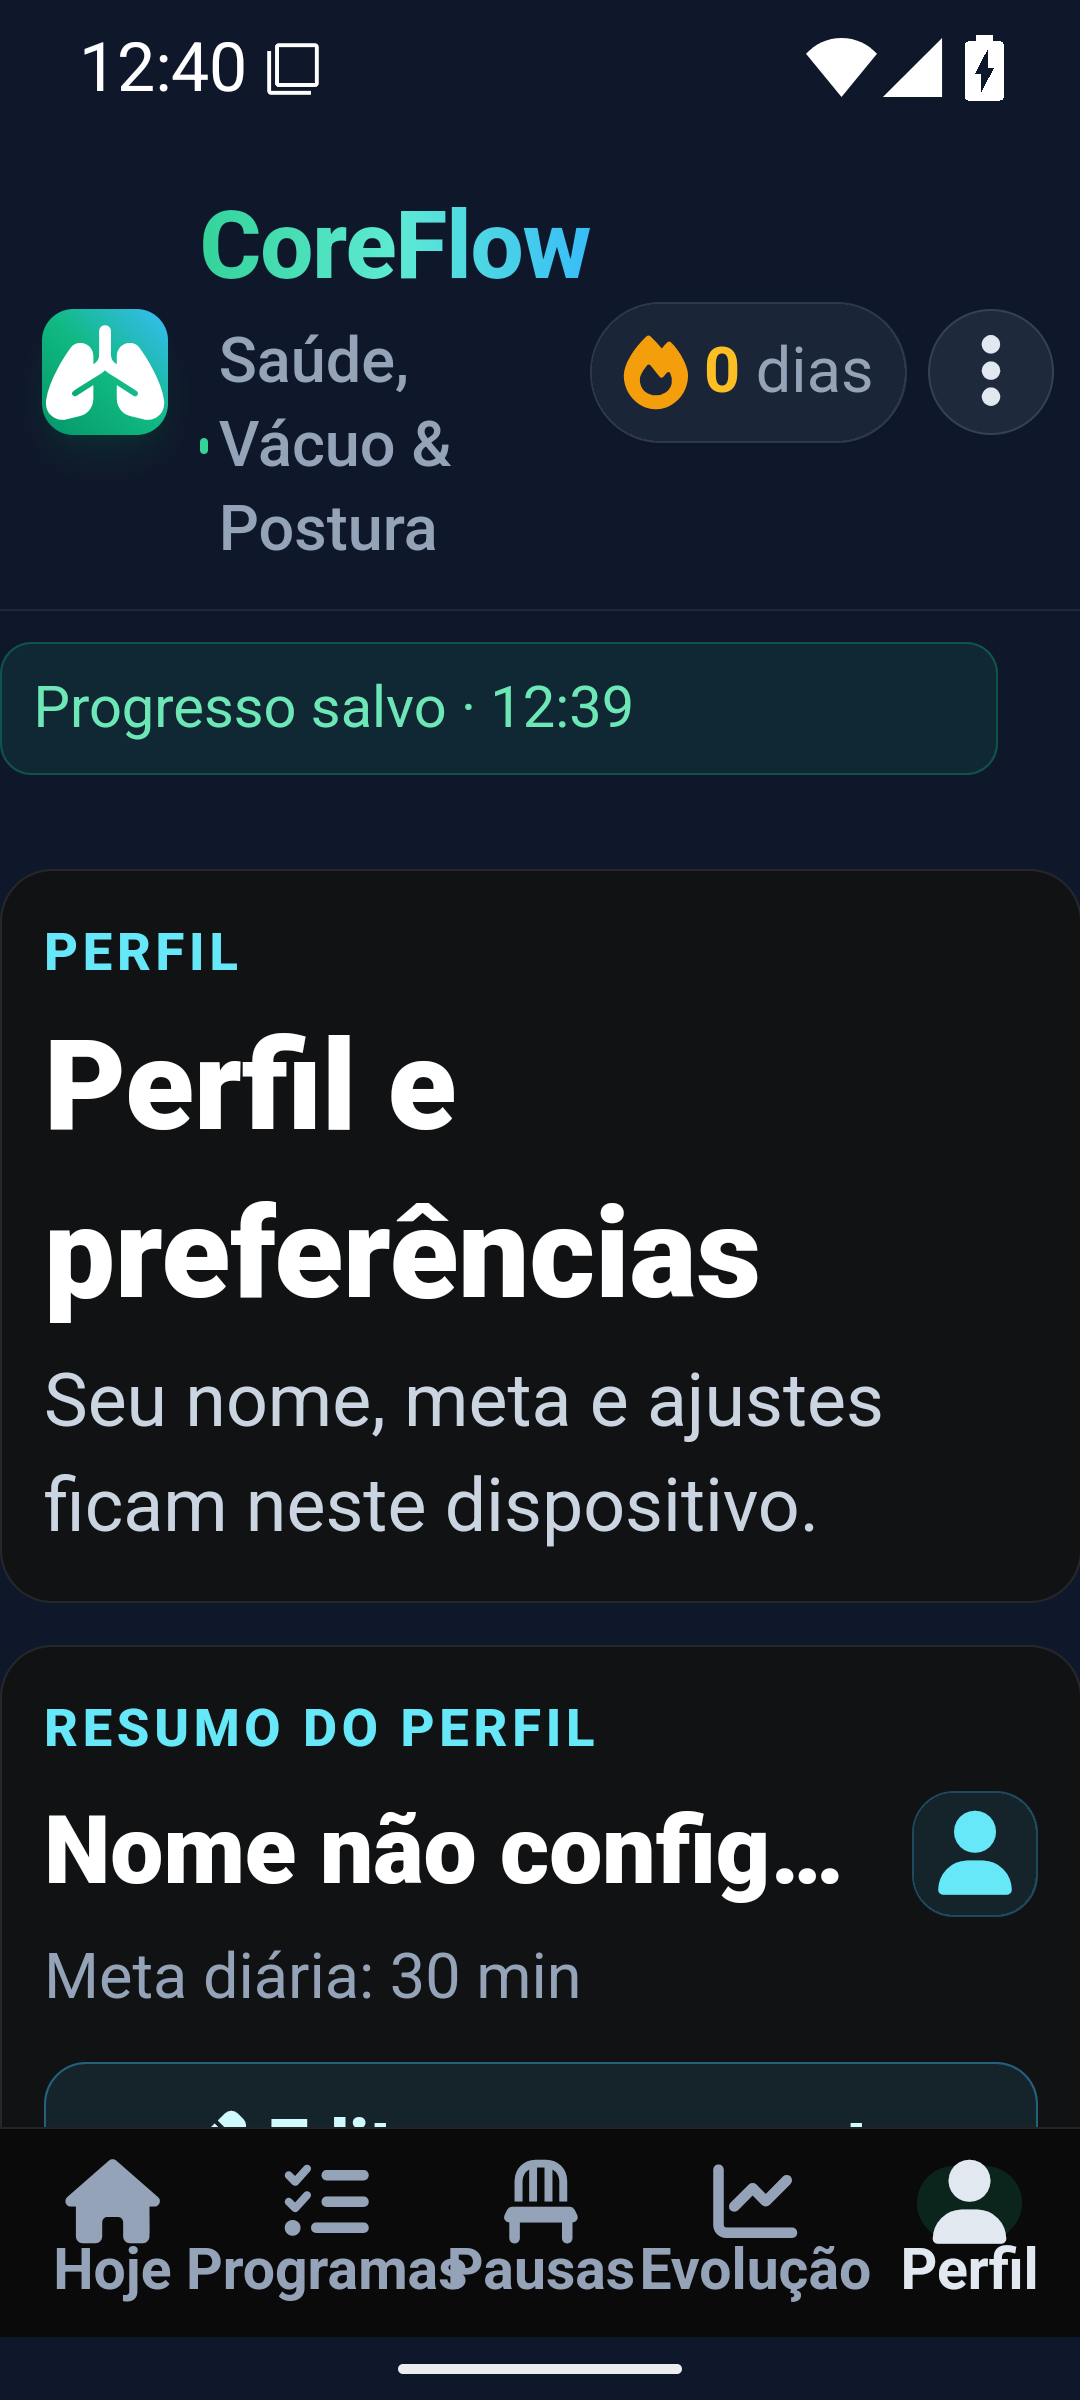 12:40
CoreFlow
Saúde,
Vácuo &
Postura
0 dias
Progresso salvo · 12:39
PERFIL
Perfil e
preferências
Seu nome, meta e ajustes
ficam neste dispositivo.
RESUMO DO PERFIL
Nome não config...
Meta diária: 30 min
Hoje
Programas
Pausas
Evolução
Perfil